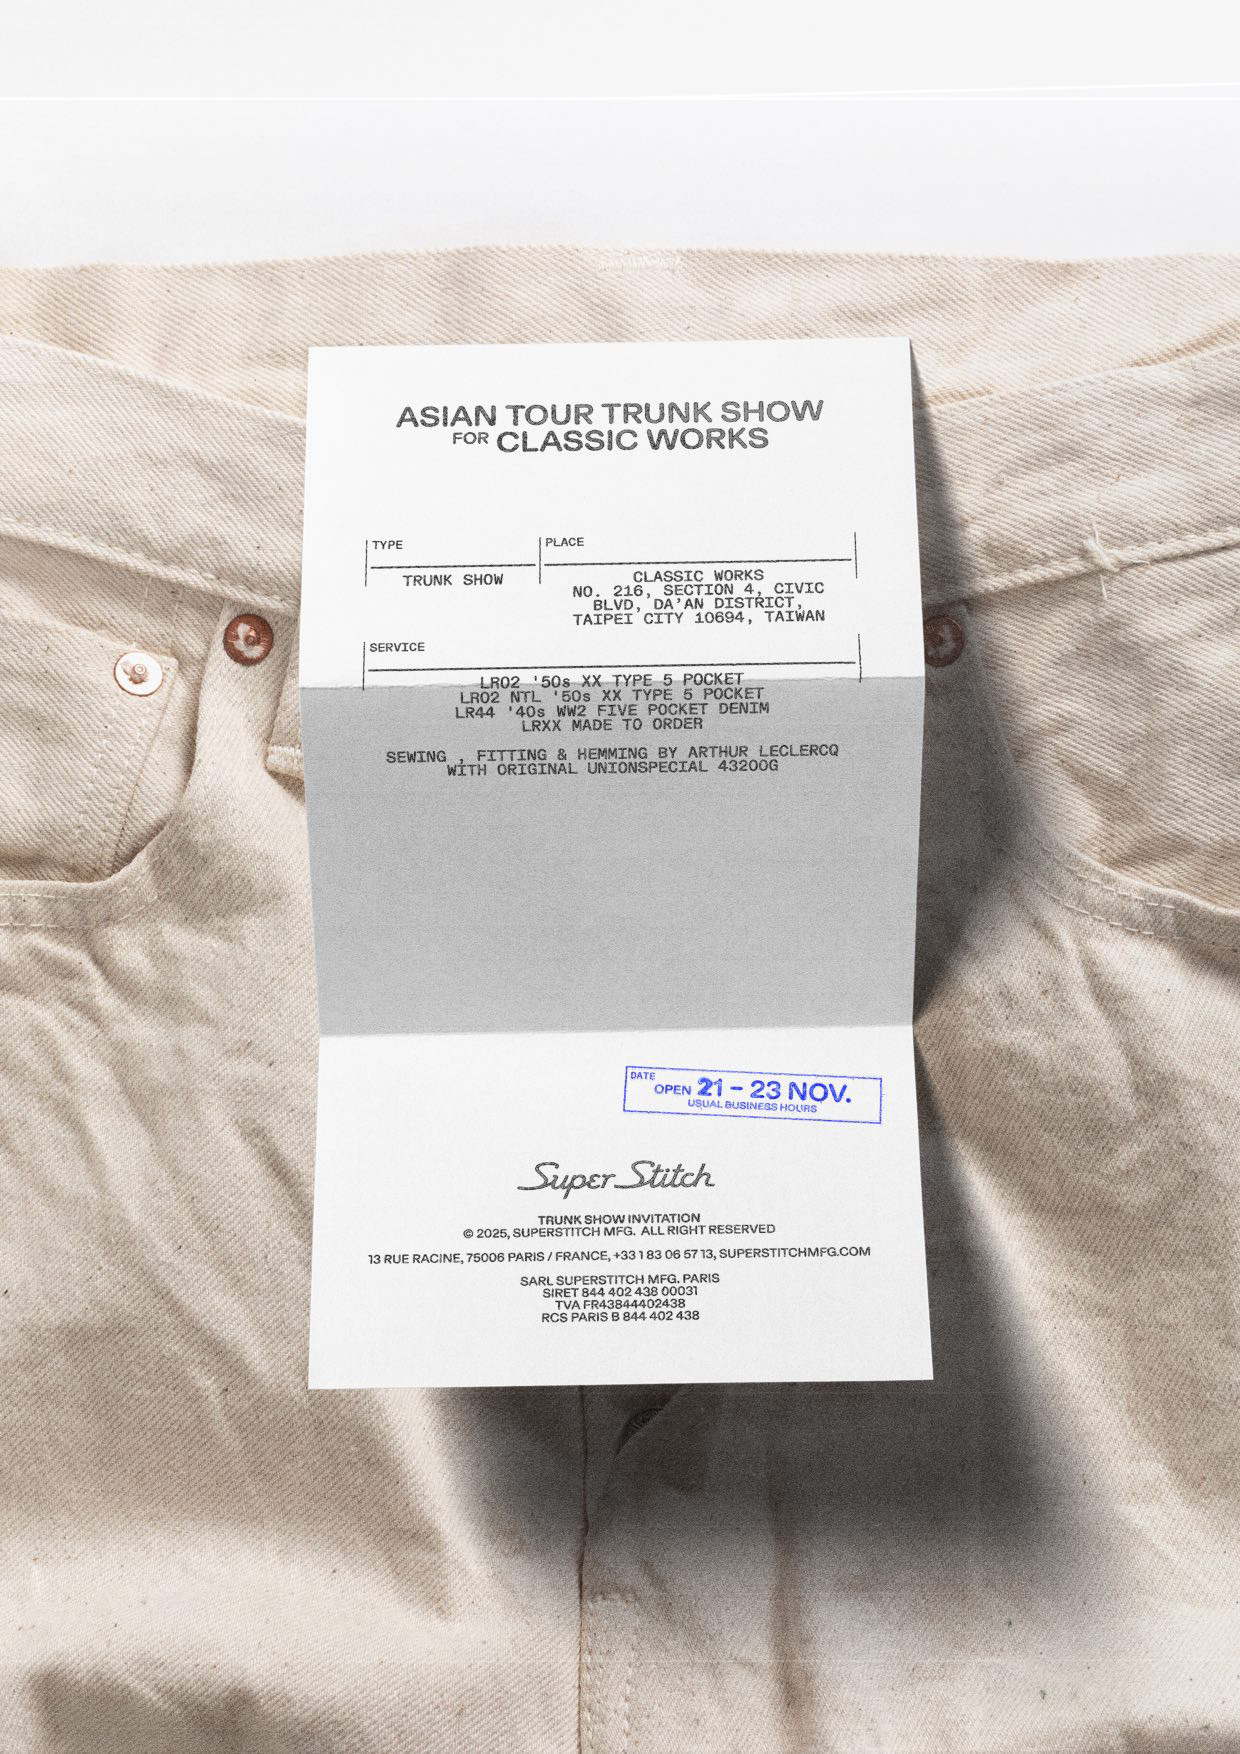 ASIAN TOUR TRUNK SHOW
FOR CLASSIC WORKS
TYPE
TRUNK SHOW
PLACE
CLASSIC WORKS
NO. 216, SECTION 4, CIVIC
BLVD, DA'AN DISTRICT,
TAIPEI CITY 10694, TAIWAN
SERVICE
LR02 '50s XX TYPE 5 POCKET
LR02 NTL '50s XX TYPE 5 POCKET
LR44 '40s WW2 FIVE POCKET DENIM
LRXX MADE TO ORDER
SEWING , FITTING & HEMMING BY ARTHUR LECLERCQ
WITH ORIGINAL UNIONSPECIAL 43200G
DATE
OPEN 21 – 23 NOV.
USUAL BUSINESS HOURS
Super Stitch
TRUNK SHOW INVITATION
© 2025, SUPERSTITCH MFG. ALL RIGHT RESERVED
13 RUE RACINE, 75006 PARIS / FRANCE, +33 1 83 06 57 13, SUPERSTITCHMFG.COM
SARL SUPERSTITCH MFG. PARIS
SIRET 844 402 438 00031
TVA FR43844402438
RCS PARIS B 844 402 438